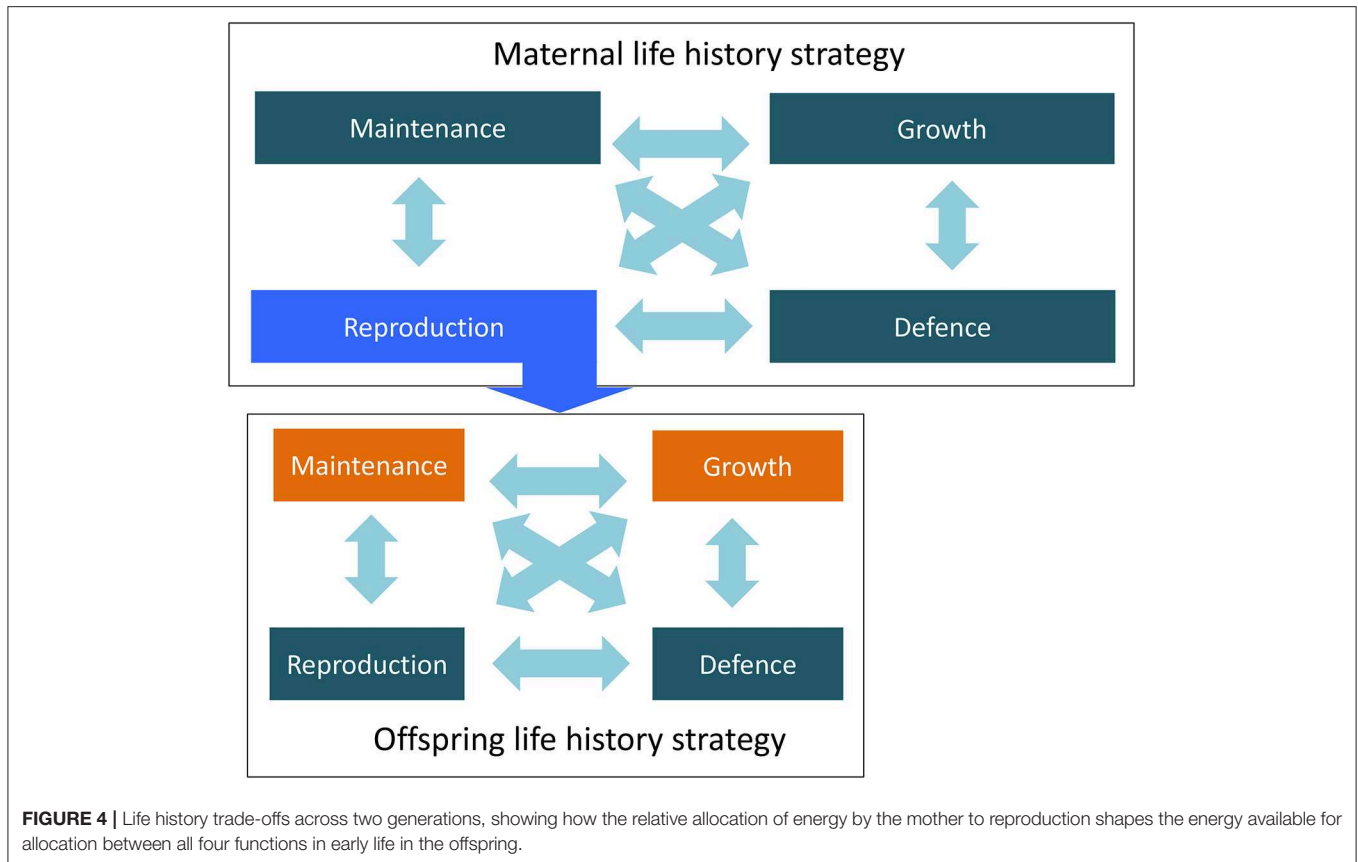 Maternal life history strategy
Maintenance
Growth
Reproduction
Defence
Maintenance
Growth
Reproduction
Defence
Offspring life history strategy
FIGURE 4 | Life history trade-offs across two generations, showing how the relative allocation of energy by the mother to reproduction shapes the energy available for
allocation between all four functions in early life in the offspring.